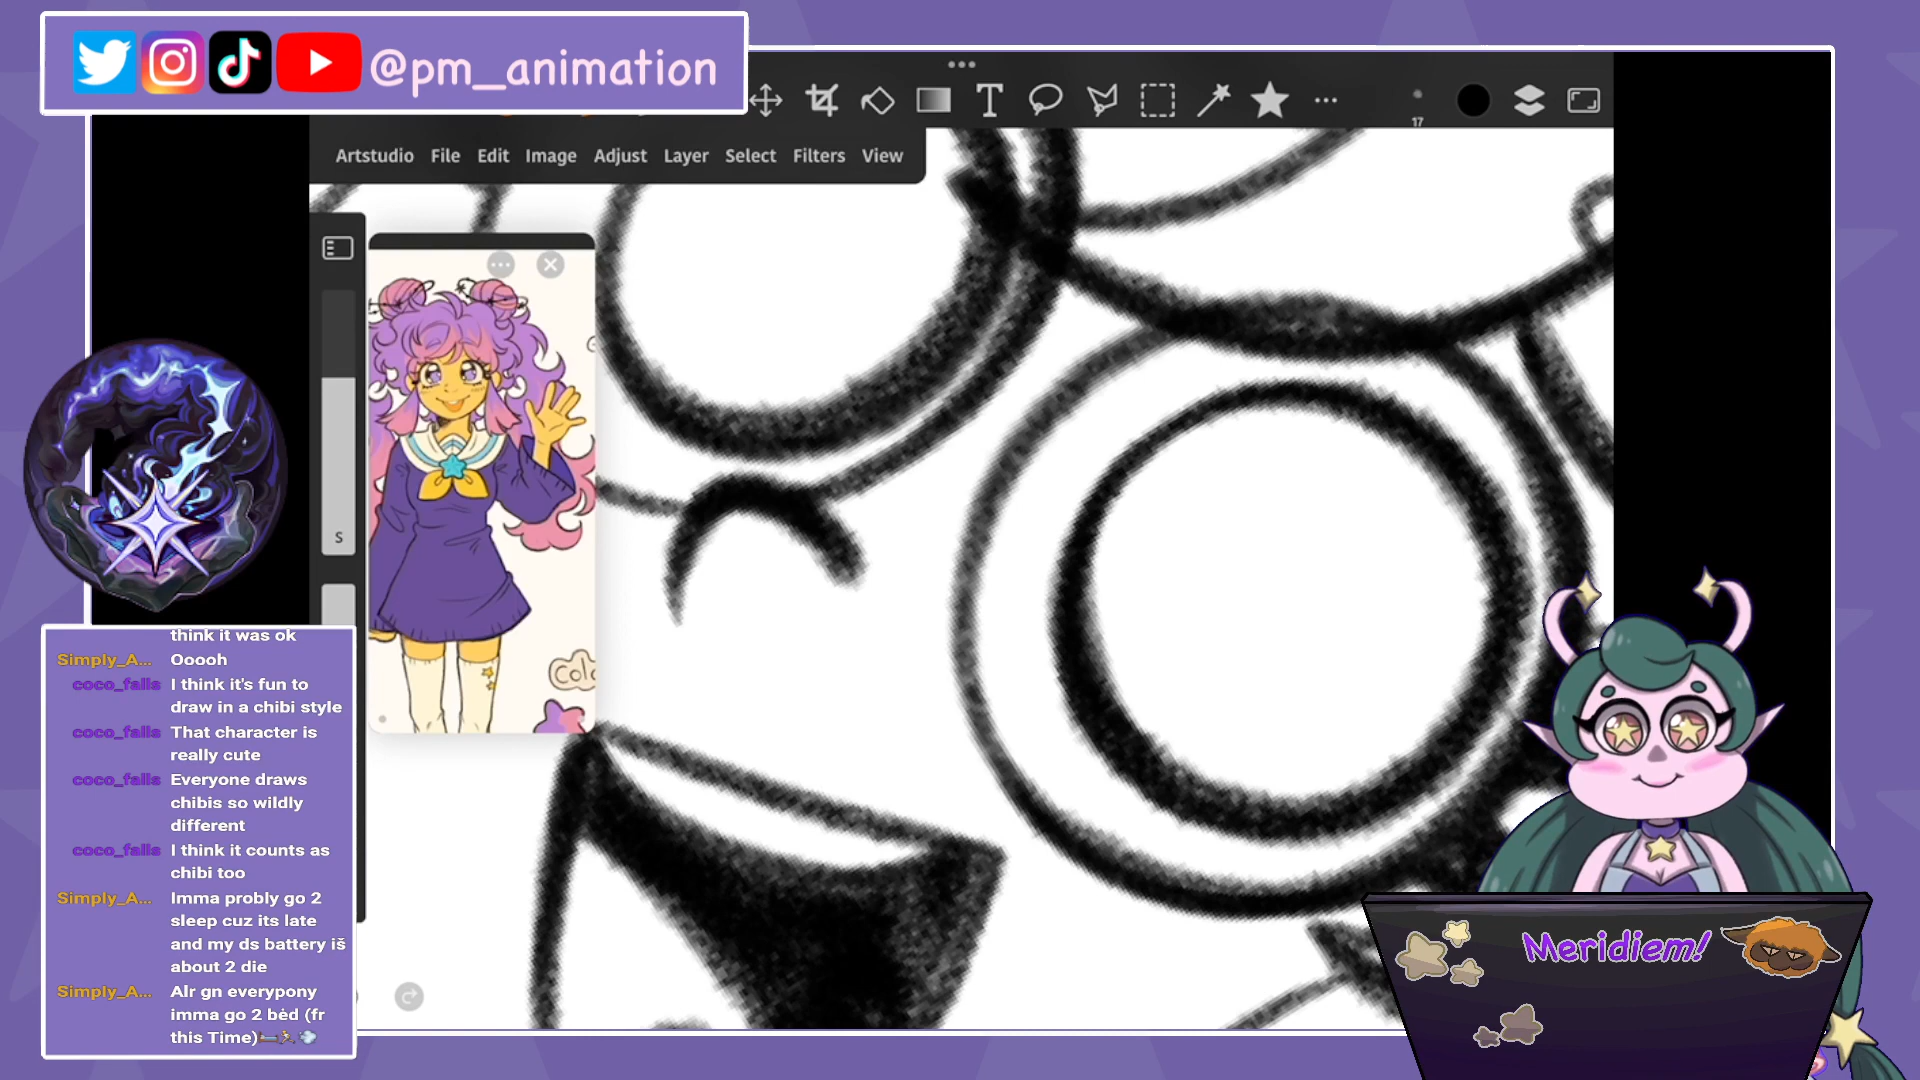 @pm_animation
17
Artstudio File Edit Image Adjust Layer Select Filters View
S
think it was ok
Simply_A... Ooooh
coco_falls I think it's fun to
draw in a chibi style
coco_falls That character is
really cute
coco_falls Everyone draws
chibis so wildly
different
coco_falls I think it counts as
chibi too
Simply_A... Imma probly go 2
sleep cuz its late
and my ds battery iš
about 2 die
Simply_A... Alr gn everypony
imma go 2 bėd (fr
this Time)
Meridiem!